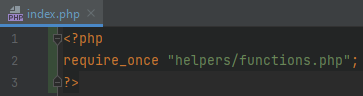 index.php
1 <?php
2 require_once "helpers/functions.php";
3 ?>